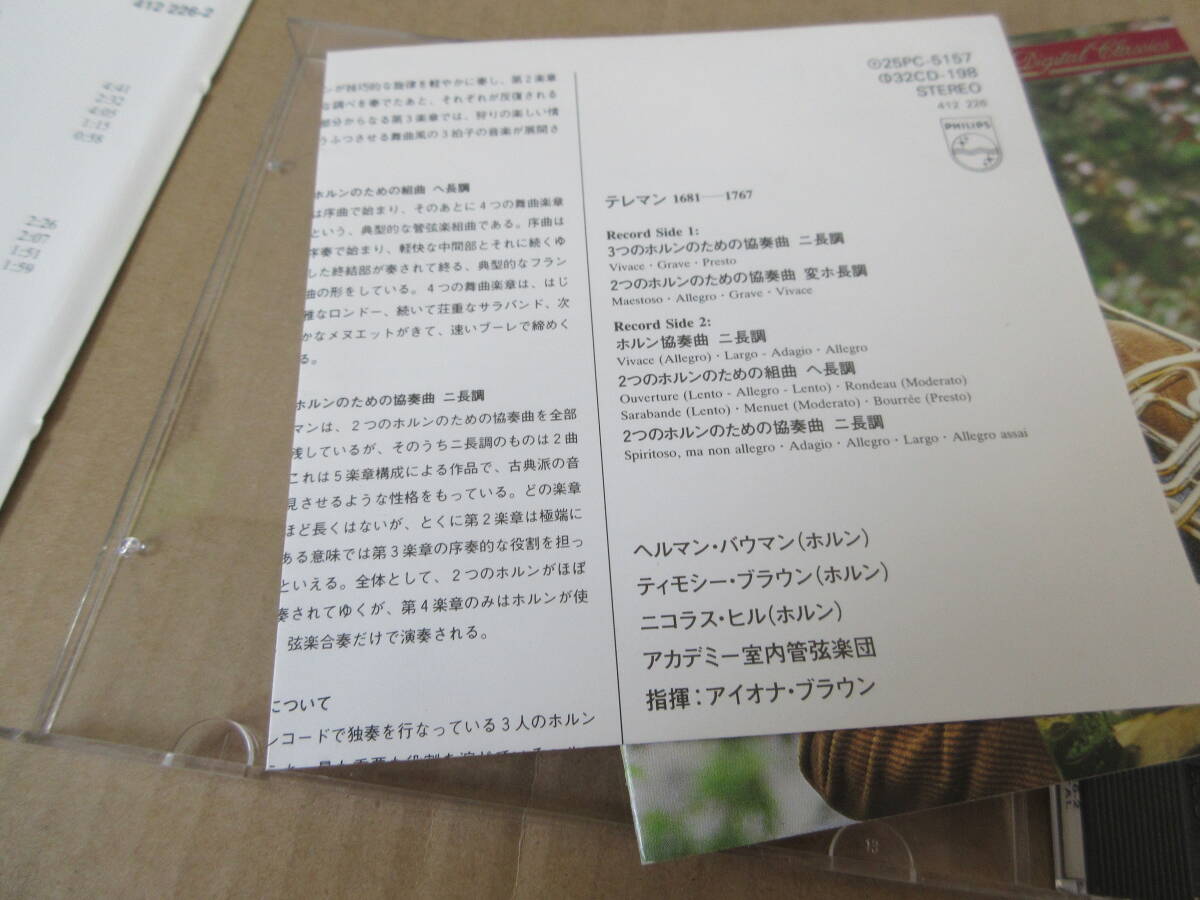 412 226-2
4:41
2:32
4:05
1:15
0:58
2:26
2:07
1:51
1:59
ンが技巧的な旋律を軽やかに奏し、第2楽章
な調べを奏でたあと、それぞれが反復される
部分からなる第3楽章では、狩りの楽しい情
うふつさせる舞曲風の3拍子の音楽が展開さ
ホルンのための組曲 ヘ長調
は序曲で始まり、そのあとに4つの舞曲楽章
という、典型的な管弦楽組曲である。序曲は
序奏で始まり、軽快な中間部とそれに続くゆ
した終結部が奏されて終る、典型的なフラン
曲の形をしている。4つの舞曲楽章は、はじ
雅なロンドー、続いて荘重なサラバンド、次
かなメヌエットがきて、速いブーレで締めく
る。
ホルンのための協奏曲 ニ長調
マンは、2つのホルンのための協奏曲を全部
残しているが、そのうちニ長調のものは2曲
これは5楽章構成による作品で、古典派の音
見させるような性格をもっている。どの楽章
ほど長くはないが、とくに第2楽章は極端に
ある意味では第3楽章の序奏的な役割を担っ
といえる。全体として、2つのホルンがほぼ
奏されてゆくが、第4楽章のみはホルンが使
、弦楽合奏だけで演奏される。
について
レコードで独奏を行なっている3人のホルン
25PC-5157
32CD-198
STEREO
412 226
PHILIPS
テレマン 1681―1767
Record Side 1:
3つのホルンのための協奏曲 ニ長調
Vivace・Grave・Presto
2つのホルンのための協奏曲 変ホ長調
Maestoso・Allegro・Grave・Vivace
Record Side 2:
ホルン協奏曲 ニ長調
Vivace (Allegro)・Largo - Adagio・Allegro
2つのホルンのための組曲 ヘ長調
Ouverture (Lento - Allegro - Lento)・Rondeau (Moderato)
Sarabande (Lento)・Menuet (Moderato)・Bourrée (Presto)
2つのホルンのための協奏曲 ニ長調
Spiritoso, ma non allegro・Adagio・Allegro・Largo・Allegro assai
ヘルマン・バウマン(ホルン)
ティモシー・ブラウン(ホルン)
ニコラス・ヒル(ホルン)
アカデミー室内管弦楽団
指揮：アイオナ・ブラウン
Digital Classics
13